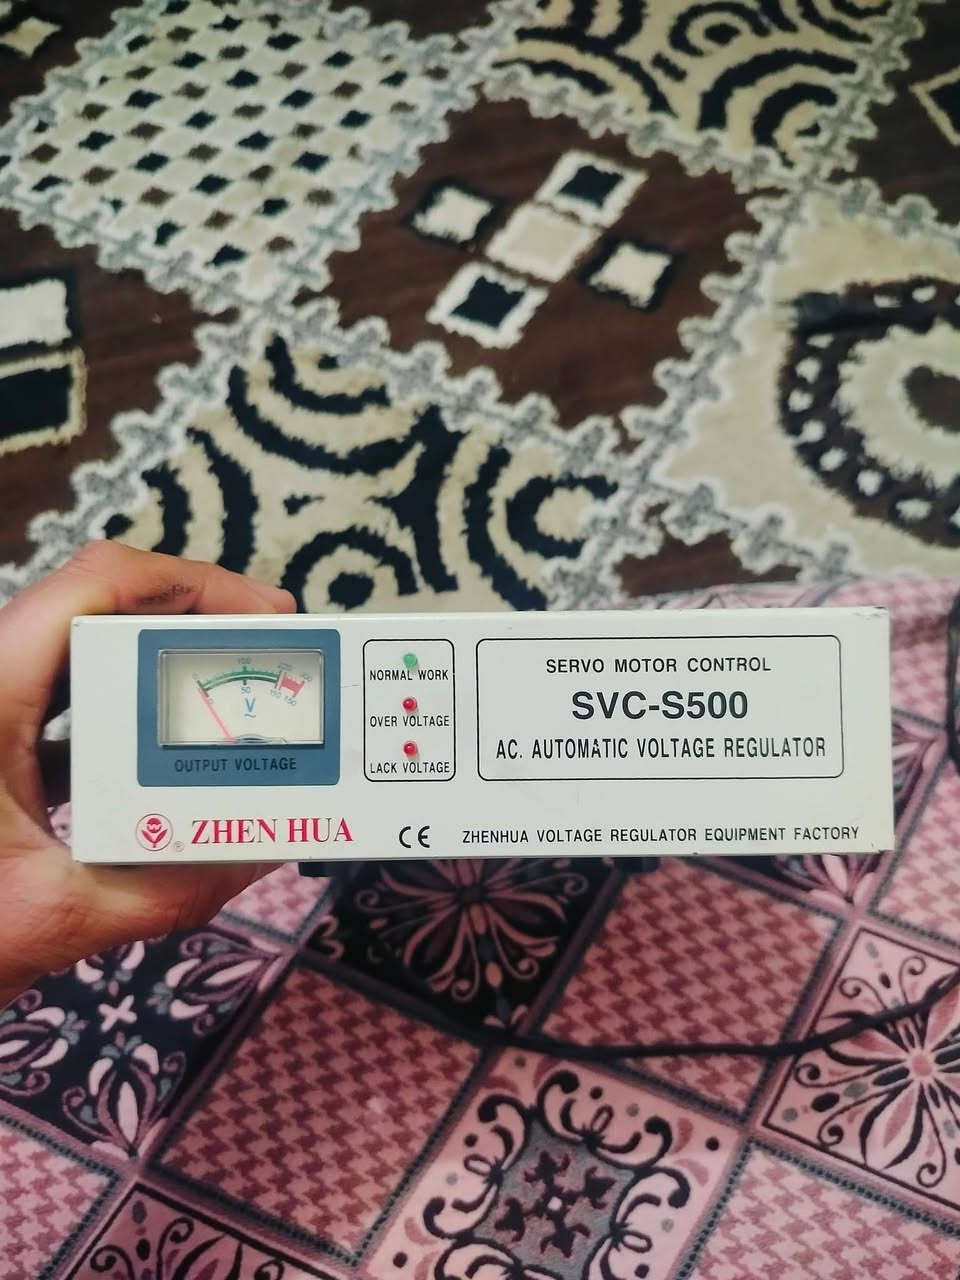 V
~
OUTPUT VOLTAGE
NORMAL WORK
OVER VOLTAGE
LACK VOLTAGE
SERVO MOTOR CONTROL
SVC-S500
AC. AUTOMATIC VOLTAGE REGULATOR
® ZHEN HUA
CE
ZHENHUA VOLTAGE REGULATOR EQUIPMENT FACTORY